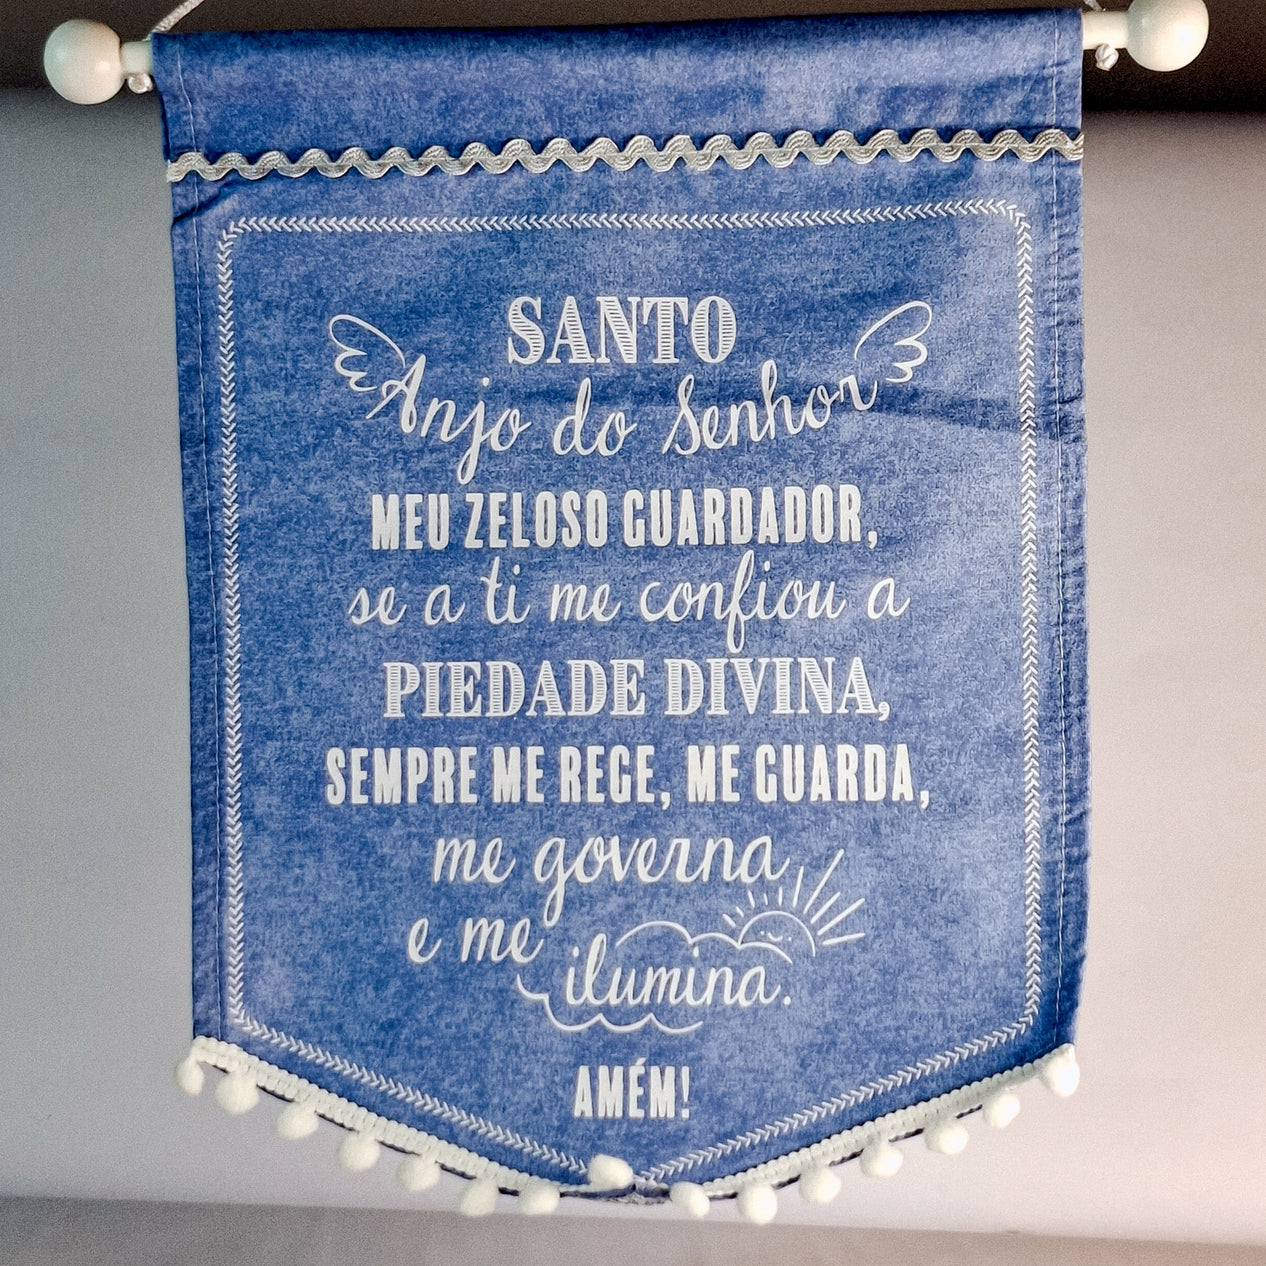 SANTO
Anjo do Senhor
MEU ZELOSO GUARDADOR,
se a ti me confiou a
PIEDADE DIVINA,
SEMPRE ME REGE, ME GUARDA,
me governa
e me
ilumina.
AMÉM!